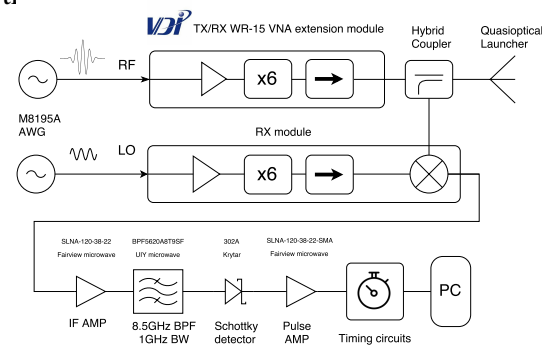 t]
VDi TX/RX WR-15 VNA extension module
Hybrid
Coupler
Quasioptical
Launcher
RF
x6
M8195A
AWG
RX module
LO
x6
SLNA-120-38-22
Fairview microwave
BPF5620A8T9SF
UIY microwave
302A
Krytar
SLNA-120-38-22-SMA
Fairview microwave
PC
IF AMP
8.5GHz BPF
1GHz BW
Schottky
detector
Pulse
AMP
Timing circuits